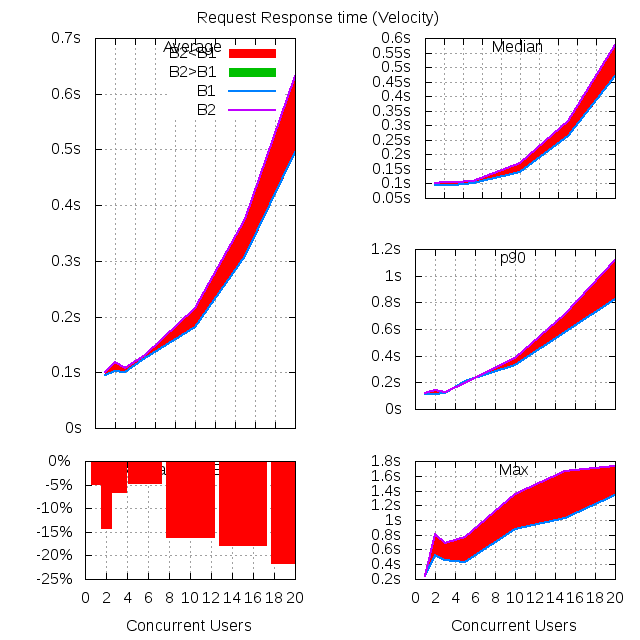 Request Response time (Velocity)
Average
B2<B1
B2>B1
B1
B2
0.7s
0.6s
0.5s
0.4s
0.3s
0.2s
0.1s
0s
Median
0.6s
0.55s
0.5s
0.45s
0.4s
0.35s
0.3s
0.25s
0.2s
0.15s
0.1s
0.05s
p90
1.2s
1s
0.8s
0.6s
0.4s
0.2s
0s
0%
-5%
-10%
-15%
-20%
-25%
0 2 4 6 8 10 12 14 16 18 20
Concurrent Users
Max
1.8s
1.6s
1.4s
1.2s
1s
0.8s
0.6s
0.4s
0.2s
0 2 4 6 8 10 12 14 16 18 20
Concurrent Users